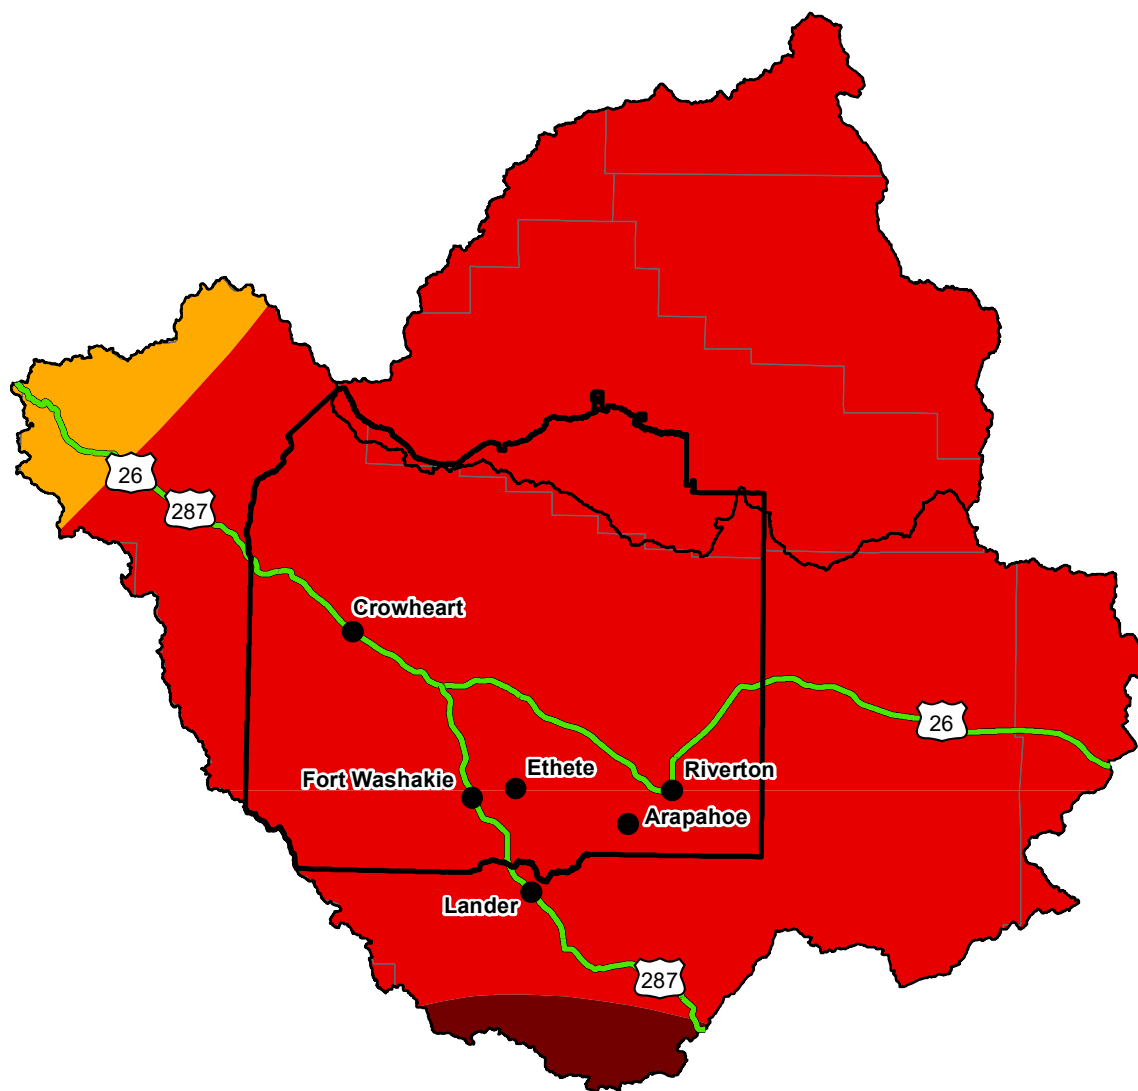 26
287
Crowheart
26
Ethete
Riverton
Fort Washakie
Arapahoe
Lander
287